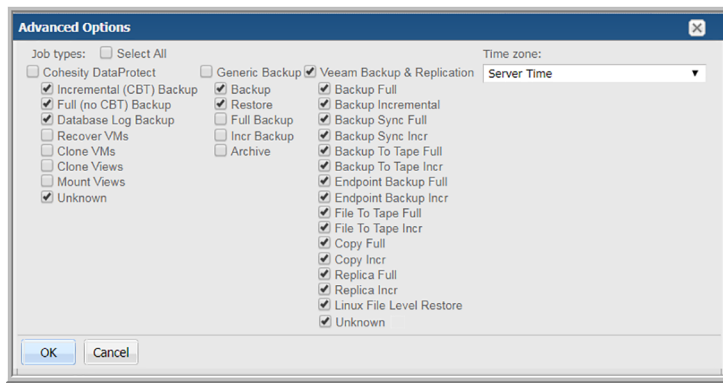 Advanced Options
Job types: Select All
Time zone:
Server Time
Cohesity DataProtect
Incremental (CBT) Backup
Full (no CBT) Backup
Database Log Backup
Recover VMs
Clone VMs
Clone Views
Mount Views
Unknown
Generic Backup
Backup
Restore
Full Backup
Incr Backup
Archive
Veeam Backup & Replication
Backup Full
Backup Incremental
Backup Sync Full
Backup Sync Incr
Backup To Tape Full
Backup To Tape Incr
Endpoint Backup Full
Endpoint Backup Incr
File To Tape Full
File To Tape Incr
Copy Full
Copy Incr
Replica Full
Replica Incr
Linux File Level Restore
Unknown
OK
Cancel